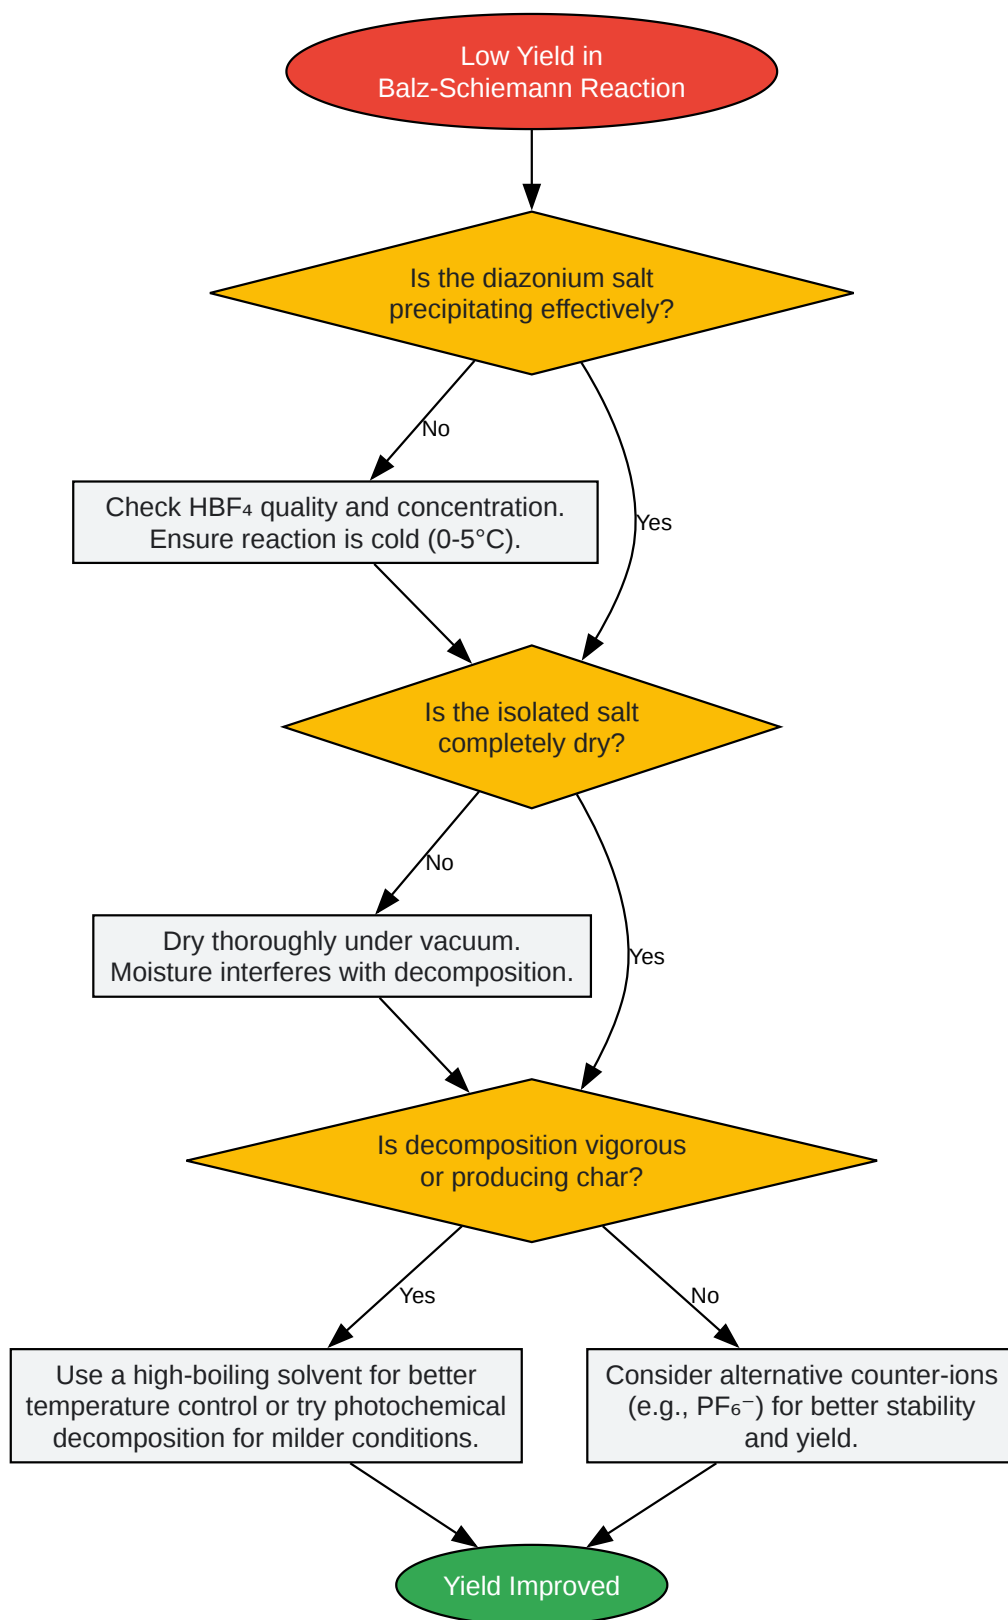 Low Yield in
Balz-Schiemann Reaction
Is the diazonium salt
precipitating effectively?
No
Yes
Check HBF₄ quality and concentration.
Ensure reaction is cold (0-5°C).
Is the isolated salt
completely dry?
No
Yes
Dry thoroughly under vacuum.
Moisture interferes with decomposition.
Is decomposition vigorous
or producing char?
Yes
No
Use a high-boiling solvent for better
temperature control or try photochemical
decomposition for milder conditions.
Consider alternative counter-ions
(e.g., PF₆⁻) for better stability
and yield.
Yield Improved